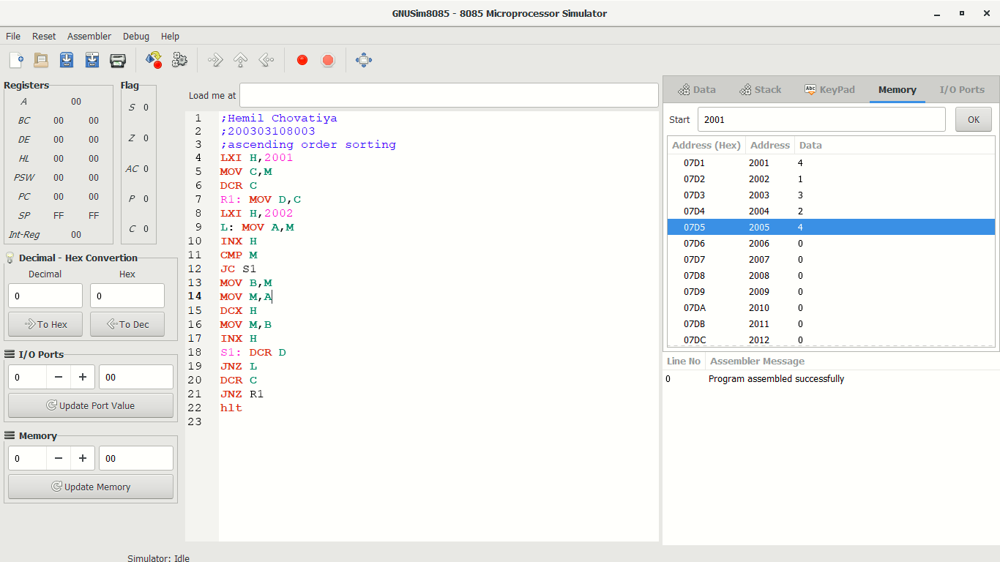 GNUSim8085 - 8085 Microprocessor Simulator
File Reset Assembler Debug Help
Registers
A 00
BC 00 00
DE 00 00
HL 00 00
PSW 00 00
PC 00 00
SP FF FF
Int-Reg 00
Flag
S 0
Z 0
AC 0
P 0
C 0
Decimal - Hex Convertion
Decimal Hex
0 0
To Hex To Dec
I/O Ports
0 − + 00
Update Port Value
Memory
0 − + 00
Update Memory
Load me at
1 ;Hemil Chovatiya
2 ;200303108003
3 ;ascending order sorting
4 LXI H,2001
5 MOV C,M
6 DCR C
7 R1: MOV D,C
8 LXI H,2002
9 L: MOV A,M
10 INX H
11 CMP M
12 JC S1
13 MOV B,M
14 MOV M,A
15 DCX H
16 MOV M,B
17 INX H
18 S1: DCR D
19 JNZ L
20 DCR C
21 JNZ R1
22 hlt
23
Data Stack Abc KeyPad Memory I/O Ports
Start 2001 OK
Address (Hex) Address Data
07D1 2001 4
07D2 2002 1
07D3 2003 3
07D4 2004 2
07D5 2005 4
07D6 2006 0
07D7 2007 0
07D8 2008 0
07D9 2009 0
07DA 2010 0
07DB 2011 0
07DC 2012 0
Line No Assembler Message
0 Program assembled successfully
Simulator: Idle